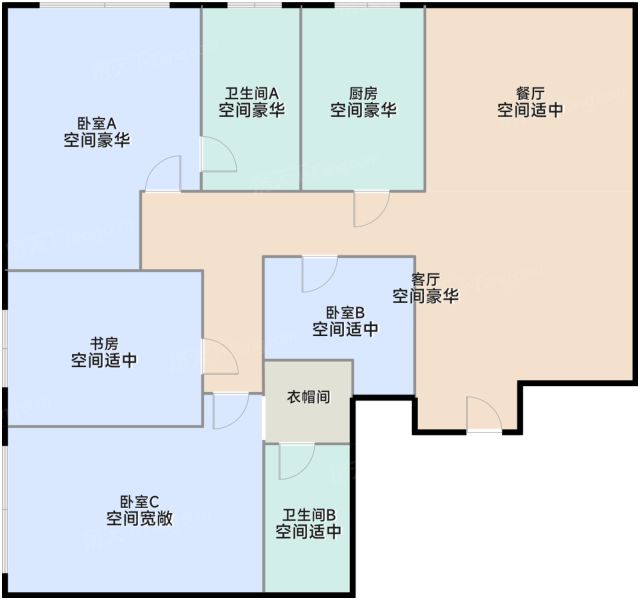 卫生间A
空间豪华
厨房
空间豪华
餐厅
空间适中
卧室A
空间豪华
客厅
空间豪华
卧室B
空间适中
书房
空间适中
衣帽间
卧室C
空间宽敞
卫生间B
空间适中